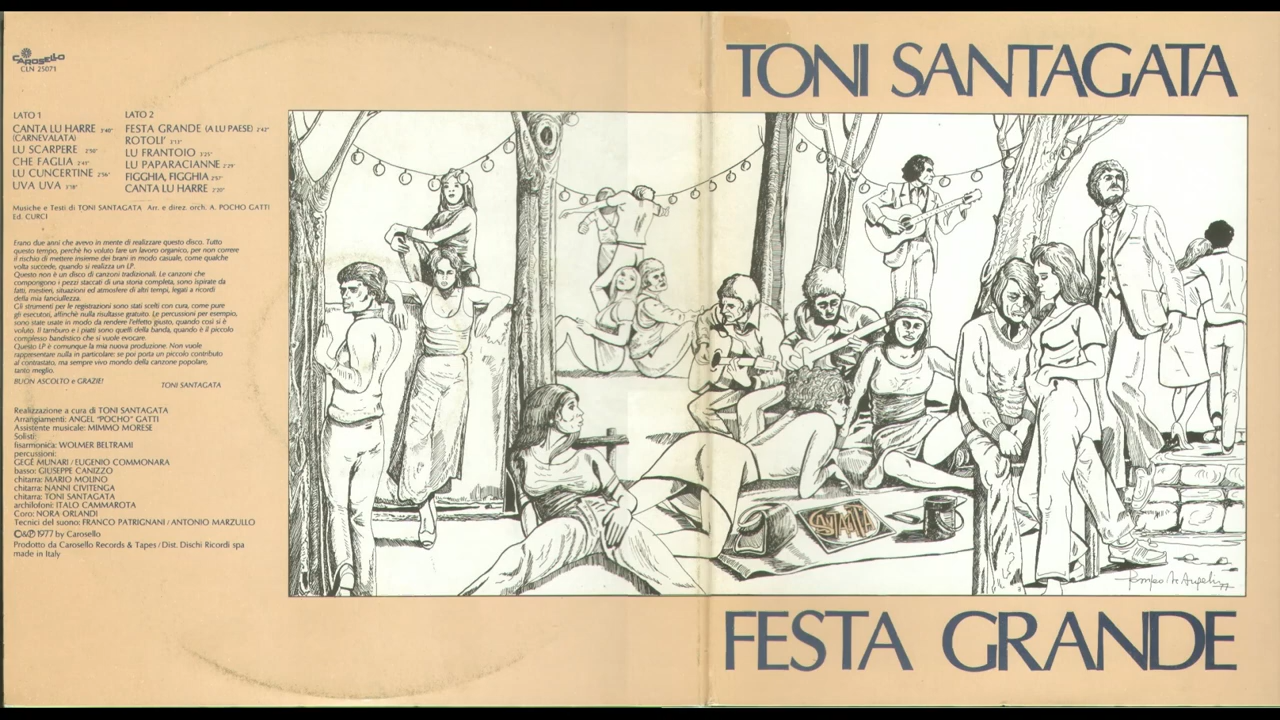 CAROSELLO
CLN 25071
LATO 1
CANTA LU HARRE 3'40"
(CARNEVALATA)
LU SCARPERE 2'50"
CHE FAGLIA 2'41"
LU CUNCERTINE 2'56"
UVA UVA 3'18"
LATO 2
FESTA GRANDE (A LU PAESE) 2'42"
ROTOLI' 3'13"
LU FRANTOIO 3'25"
LU PAPARACIANNE 2'29"
FIGGHIA, FIGGHIA 2'57"
CANTA LU HARRE 2'20"
Musiche e Testi di TONI SANTAGATA Arr. e direz. orch. A. POCHO GATTI
Ed. CURCI
Erano due anni che avevo in mente di realizzare questo disco. Tutto
questo tempo, perchè ho voluto fare un lavoro organico, per non correre
il rischio di mettere insieme dei brani in modo casuale, come qualche
volta succede, quando si realizza un LP.
Questo non è un disco di canzoni tradizionali. Le canzoni che
compongono i pezzi staccati di una storia completa, sono ispirate da
fatti, mestieri, situazioni ed atmosfere di altri tempi, legati a ricordi
della mia fanciullezza.
Gli strumenti per le registrazioni sono stati scelti con cura, come pure
gli esecutori, affinchè nulla risultasse gratuito. Le percussioni per esempio,
sono state usate in modo da rendere l'effetto giusto, quando così si è
voluto. Il tamburo e i piatti sono quelli della banda, quando è il piccolo
complesso bandistico che si vuole evocare.
Questo LP è comunque la mia nuova produzione. Non vuole
rappresentare nulla in particolare: se poi porta un piccolo contributo
al contrastato, ma sempre vivo mondo della canzone popolare,
tanto meglio.
BUON ASCOLTO e GRAZIE!
TONI SANTAGATA
Realizzazione a cura di TONI SANTAGATA
Arrangiamenti: ANGEL "POCHO" GATTI
Assistente musicale: MIMMO MORESE
Solisti:
fisarmonica: WOLMER BELTRAMI
percussioni:
GEGÈ MUNARI / EUGENIO COMMONARA
basso: GIUSEPPE CANIZZO
chitarra: MARIO MOLINO
chitarra: NANNI CIVITENGA
chitarra: TONI SANTAGATA
archilofoni: ITALO CAMMAROTA
Coro: NORA ORLANDI
Tecnici del suono: FRANCO PATRIGNANI / ANTONIO MARZULLO
©&℗ 1977 by Carosello
Prodotto da Carosello Records & Tapes / Dist. Dischi Ricordi spa
made in Italy
TONI SANTAGATA
Pompeo De Angelis 77
FESTA GRANDE